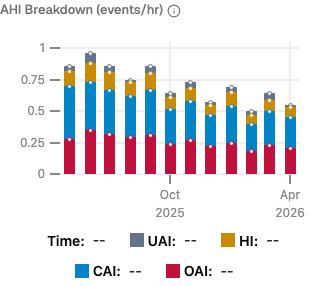 AHI Breakdown (events/hr)
1
0.75
0.5
0.25
0
Oct
2025
Apr
2026
Time: -- UAI: -- HI: --
CAI: -- OAI: --